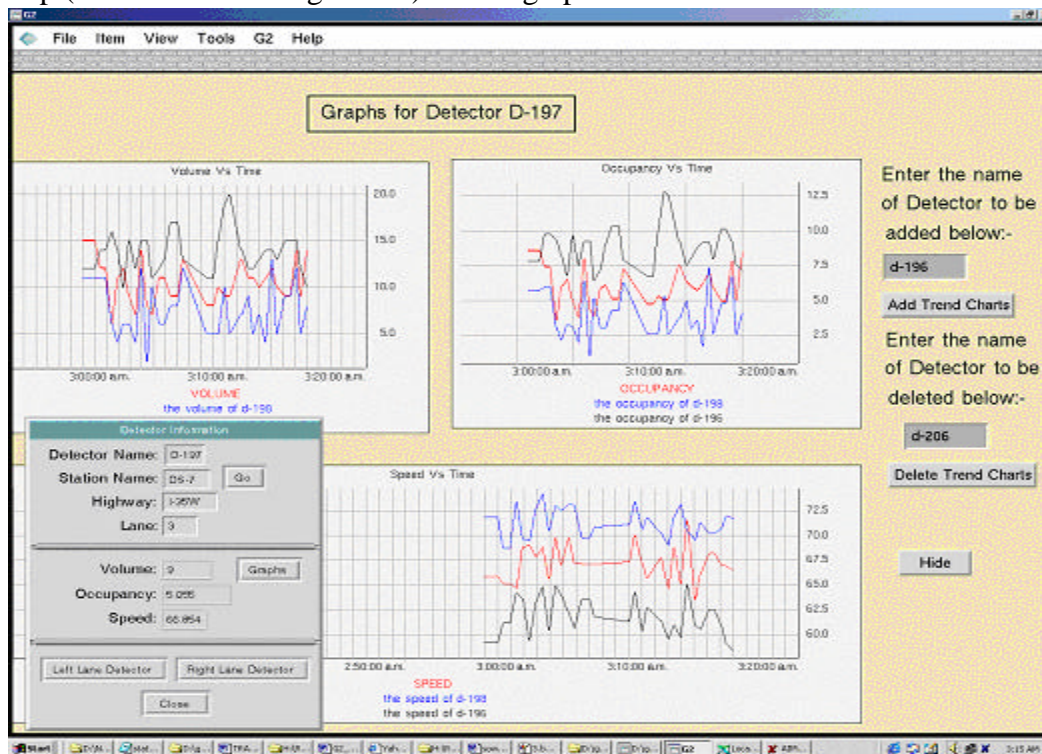 G2
File Item View Tools G2 Help
Graphs for Detector D-197
Volume Vs Time
20.0
15.0
10.0
5.0
3:00:00 a.m. 3:10:00 a.m. 3:20:00 a.m.
VOLUME
the volume of d-198
Occupancy Vs Time
12.5
10.0
7.5
5.0
2.5
3:00:00 a.m. 3:10:00 a.m. 3:20:00 a.m.
OCCUPANCY
the occupancy of d-198
the occupancy of d-196
Enter the name
of Detector to be
added below:-
d-196
Add Trend Charts
Enter the name
of Detector to be
deleted below:-
d-206
Delete Trend Charts
Hide
Detector Information
Detector Name: D-197
Station Name: DS-7 Go
Highway: I-35W
Lane: 3
Volume: 9 Graphs
Occupancy: 5.055
Speed: 66.854
Left Lane Detector Right Lane Detector
Close
Speed Vs Time
72.5
70.0
67.5
65.0
62.5
60.0
2:50:00 a.m. 3:00:00 a.m. 3:10:00 a.m. 3:20:00 a.m.
SPEED
the speed of d-198
the speed of d-196
Start G2 3:15 AM